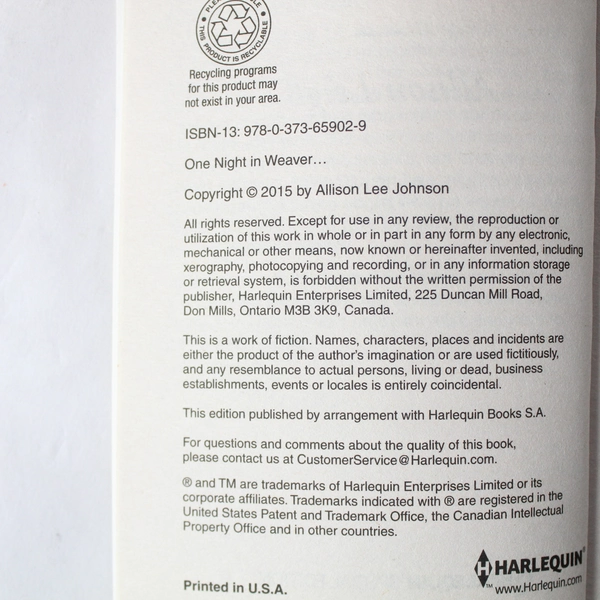 PLE
LE
THIS PRODUCT IS RECYCLABLE
Recycling programs
for this product may
not exist in your area.
ISBN-13: 978-0-373-65902-9
One Night in Weaver...
Copyright © 2015 by Allison Lee Johnson
All rights reserved. Except for use in any review, the reproduction or
utilization of this work in whole or in part in any form by any electronic,
mechanical or other means, now known or hereinafter invented, including
xerography, photocopying and recording, or in any information storage
or retrieval system, is forbidden without the written permission of the
publisher, Harlequin Enterprises Limited, 225 Duncan Mill Road,
Don Mills, Ontario M3B 3K9, Canada.
This is a work of fiction. Names, characters, places and incidents are
either the product of the author's imagination or are used fictitiously,
and any resemblance to actual persons, living or dead, business
establishments, events or locales is entirely coincidental.
This edition published by arrangement with Harlequin Books S.A.
For questions and comments about the quality of this book,
please contact us at CustomerService@Harlequin.com.
® and TM are trademarks of Harlequin Enterprises Limited or its
corporate affiliates. Trademarks indicated with ® are registered in the
United States Patent and Trademark Office, the Canadian Intellectual
Property Office and in other countries.
HARLEQUIN®
™ www.Harlequin.com
Printed in U.S.A.